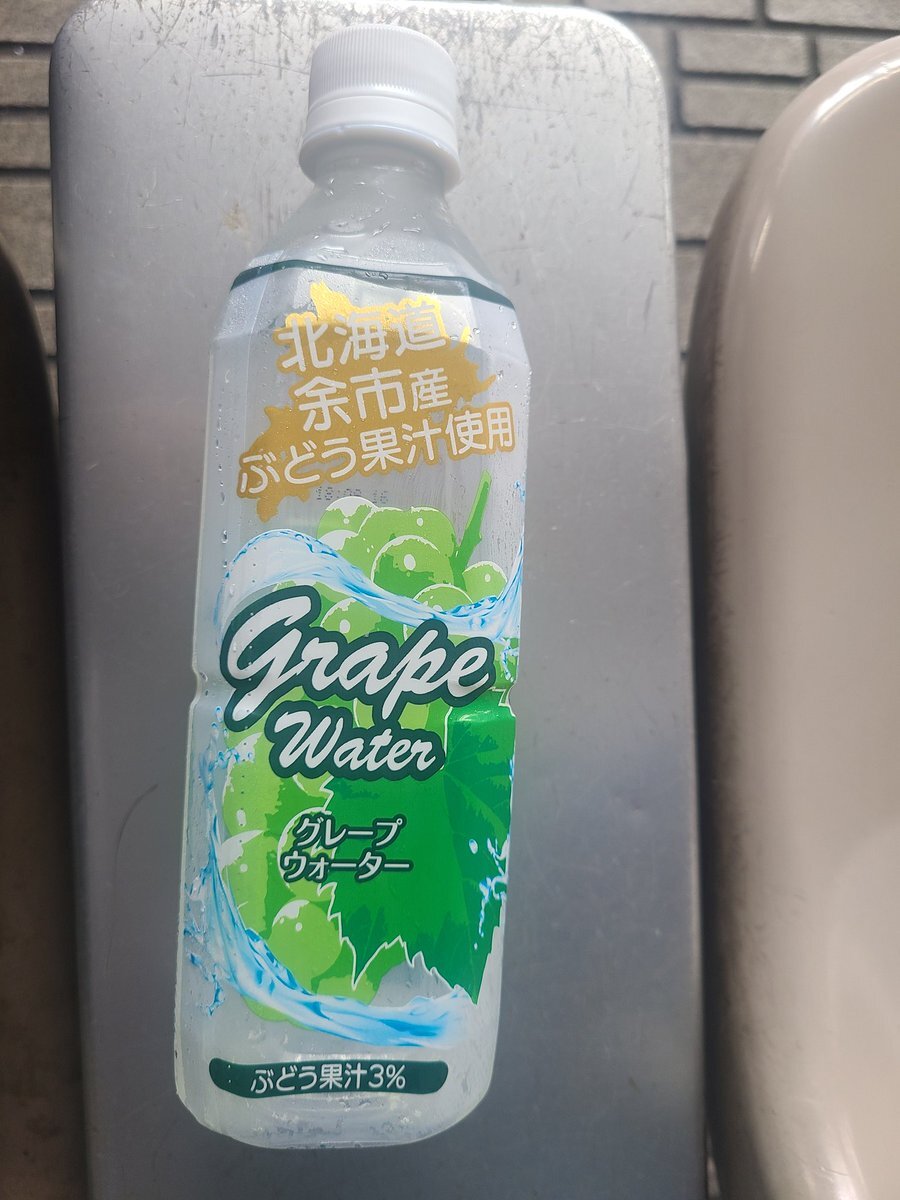 北海道
余市産
ぶどう果汁使用
Grape
Water
グレープ
ウォーター
ぶどう果汁3%